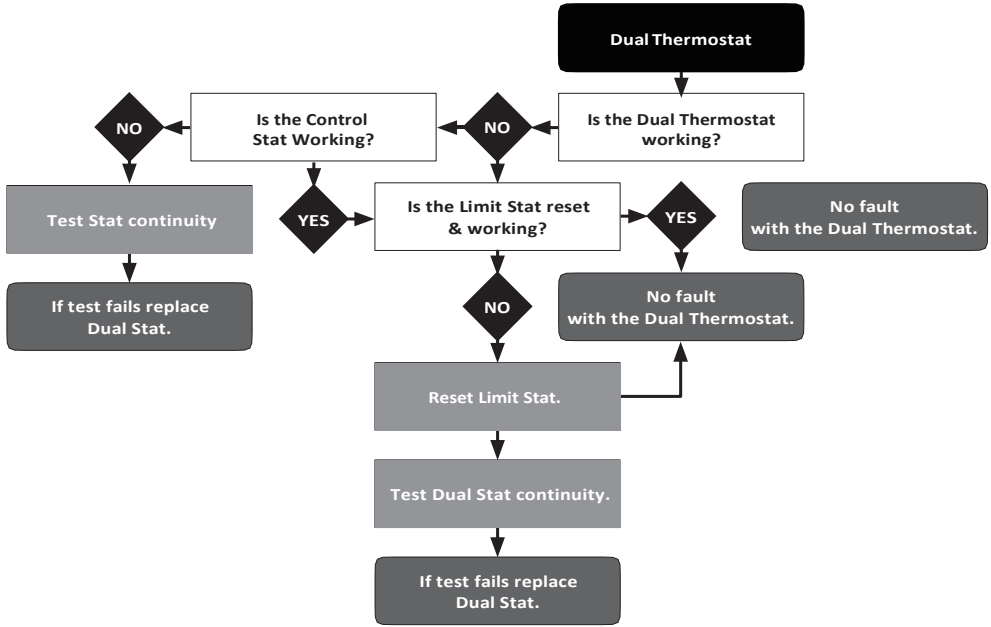 Dual Thermostat
Is the Dual Thermostat
working?
NO
Is the Control
Stat Working?
NO
Test Stat continuity
If test fails replace
Dual Stat.
YES
Is the Limit Stat reset
& working?
YES
No fault
with the Dual Thermostat.
No fault
with the Dual Thermostat.
NO
Reset Limit Stat.
Test Dual Stat continuity.
If test fails replace
Dual Stat.